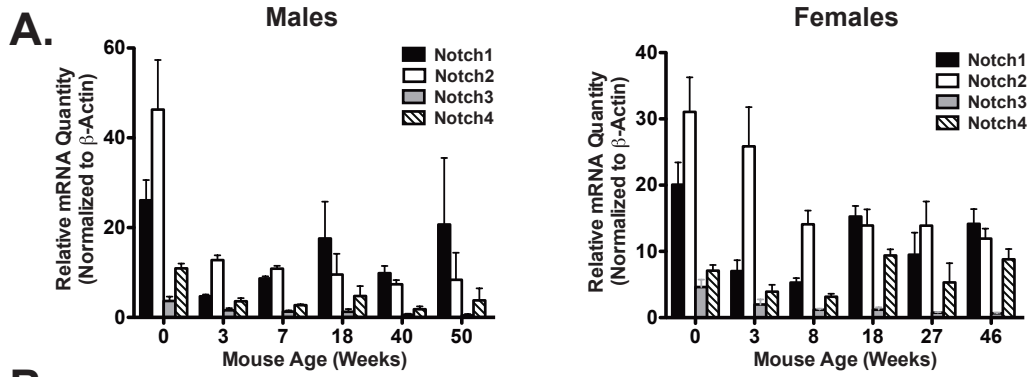 A.
Males
Relative mRNA Quantity
(Normalized to β-Actin)
60
40
20
0
Notch1
Notch2
Notch3
Notch4
0 3 7 18 40 50
Mouse Age (Weeks)
Females
Relative mRNA Quantity
(Normalized to β-Actin)
40
30
20
10
0
Notch1
Notch2
Notch3
Notch4
0 3 8 18 27 46
Mouse Age (Weeks)